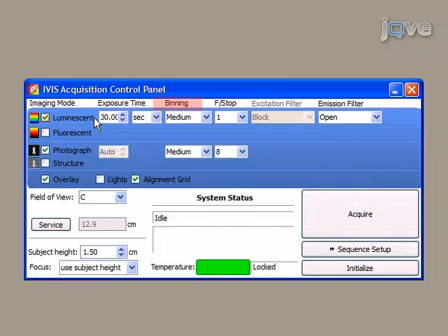 jove
IVIS Acquisition Control Panel
Imaging Mode Exposure Time Binning F/Stop Excitation Filter Emission Filter
Luminescent 30.00 sec Medium 1 Block Open
Fluorescent
Photograph Auto Medium 8
Structure
Overlay Lights Alignment Grid
Field of View: C System Status Acquire
Service 12.9 cm Idle
Sequence Setup
Subject height: 1.50 cm
Focus: use subject height Temperature: Locked Initialize